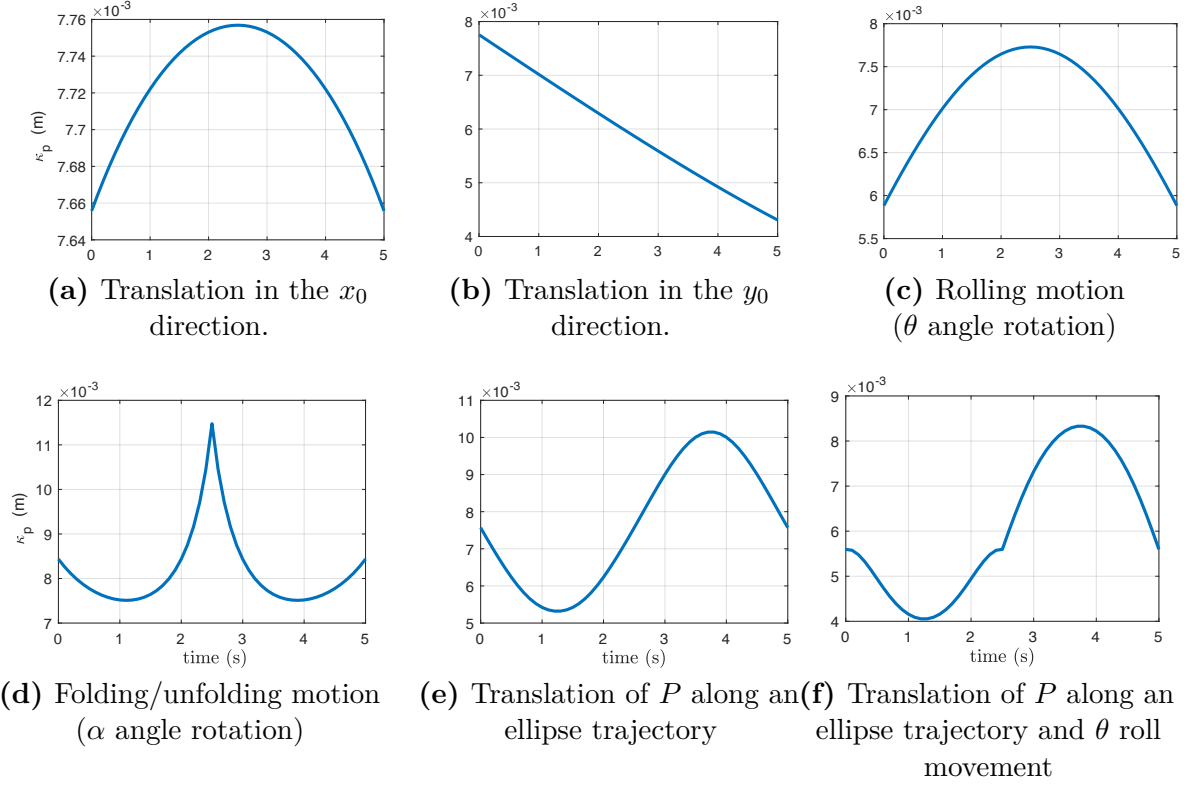 ×10⁻³
7.76
7.74
7.72
7.7
7.68
7.66
7.64
κp (m)
0 1 2 3 4 5
(a) Translation in the x₀
direction.
×10⁻³
8
7
6
5
4
0 1 2 3 4 5
(b) Translation in the y₀
direction.
×10⁻³
8
7.5
7
6.5
6
5.5
0 1 2 3 4 5
(c) Rolling motion
(θ angle rotation)
×10⁻³
12
11
10
9
8
7
κp (m)
0 1 2 3 4 5
time (s)
(d) Folding/unfolding motion
(α angle rotation)
×10⁻³
11
10
9
8
7
6
5
0 1 2 3 4 5
(e) Translation of P along an
ellipse trajectory
×10⁻³
9
8
7
6
5
4
0 1 2 3 4 5
time (s)
(f) Translation of P along an
ellipse trajectory and θ roll
movement